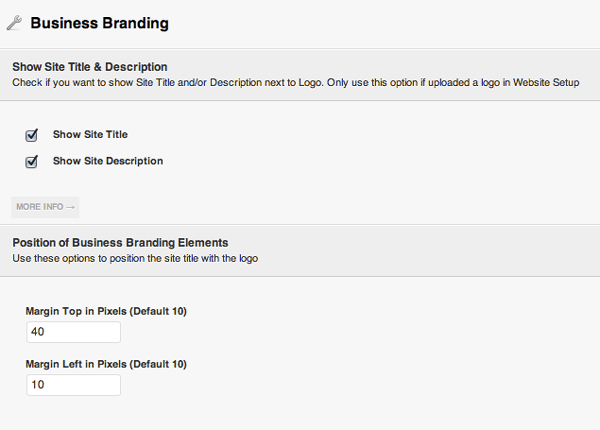 Business Branding
Show Site Title & Description
Check if you want to show Site Title and/or Description next to Logo. Only use this option if uploaded a logo in Website Setup
Show Site Title
Show Site Description
MORE INFO →
Position of Business Branding Elements
Use these options to position the site title with the logo
Margin Top in Pixels (Default 10)
40
Margin Left in Pixels (Default 10)
10